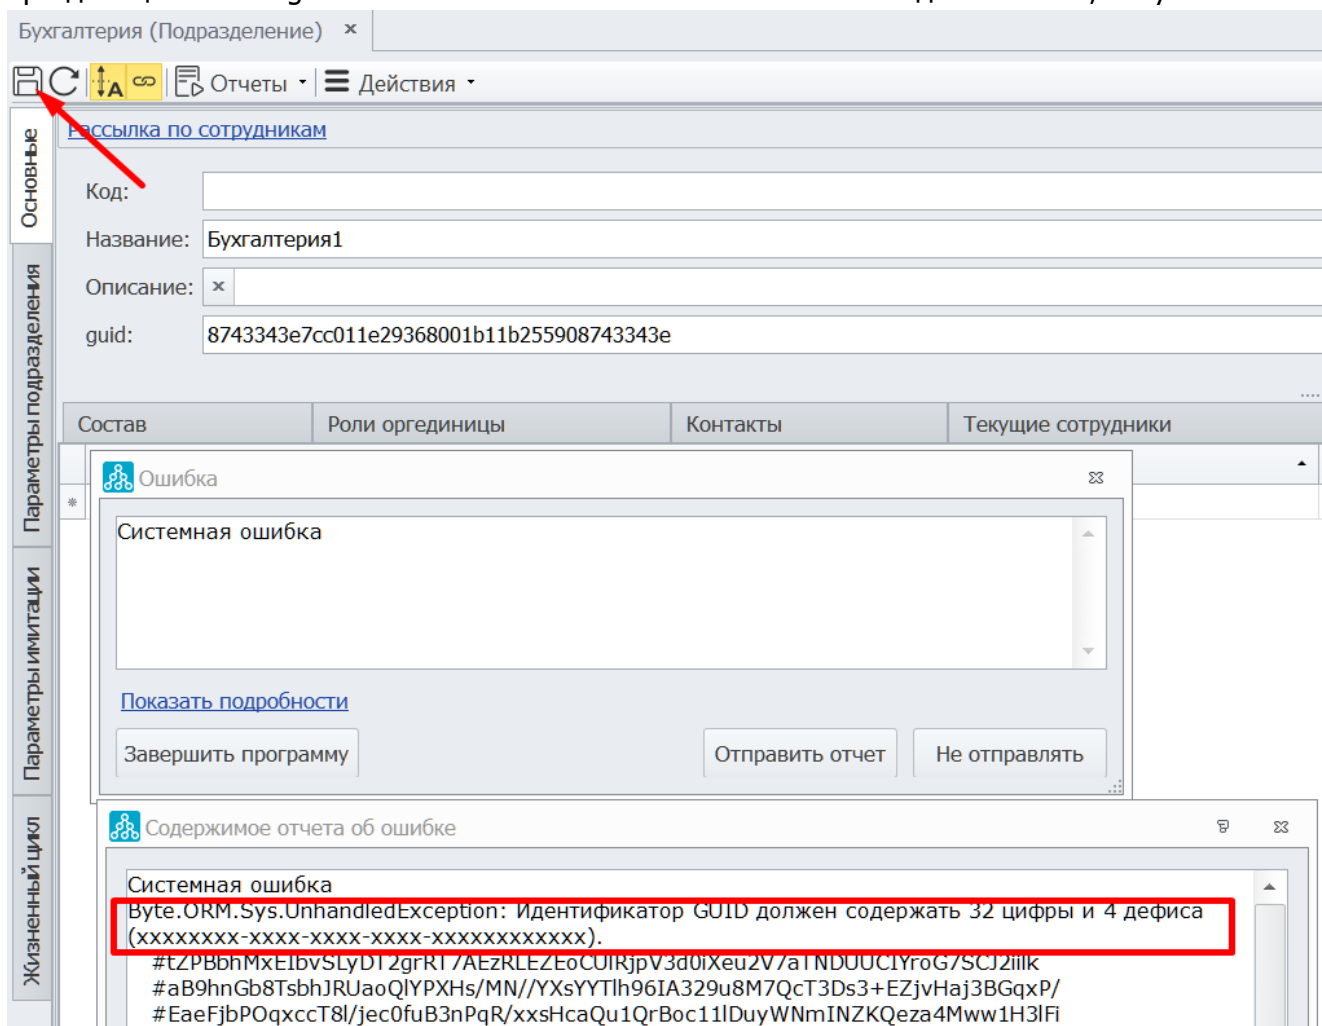 Бухгалтерия (Подразделение) ×
Отчеты
Действия
Рассылка по сотрудникам
Основные
Параметры подразделения
Параметры имитации
Жизненный цикл
Код:
Название: Бухгалтерия1
Описание: ×
guid: 8743343e7cc011e29368001b11b255908743343e
Состав Роли оргединицы Контакты Текущие сотрудники
Ошибка
Системная ошибка
Показать подробности
Завершить программу Отправить отчет Не отправлять
Содержимое отчета об ошибке
Системная ошибка
Byte.ORM.Sys.UnhandledException: Идентификатор GUID должен содержать 32 цифры и 4 дефиса
(xxxxxxxx-xxxx-xxxx-xxxx-xxxxxxxxxxxx).
#aB9hnGb8TsbhJRUaoQlYPXHs/MN//YXsYYTlh96IA329u8M7QcT3Ds3+EZjvHaj3BGqxP/
#EaeFjbPOqxccT8l/jec0fuB3nPqR/xxsHcaQu1QrBoc11lDuyWNmINZKQeza4Mww1H3lFi